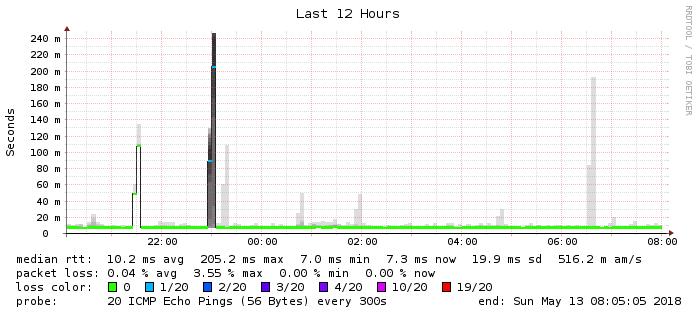 Last 12 Hours
RRDTOOL / TOBI OETIKER
Seconds
240 m
220 m
200 m
180 m
160 m
140 m
120 m
100 m
80 m
60 m
40 m
20 m
0
22:00 00:00 02:00 04:00 06:00 08:00
median rtt: 10.2 ms avg 205.2 ms max 7.0 ms min 7.3 ms now 19.9 ms sd 516.2 m am/s
packet loss: 0.04 % avg 3.55 % max 0.00 % min 0.00 % now
loss color: 0 1/20 2/20 3/20 4/20 10/20 19/20
probe: 20 ICMP Echo Pings (56 Bytes) every 300s end: Sun May 13 08:05:05 2018